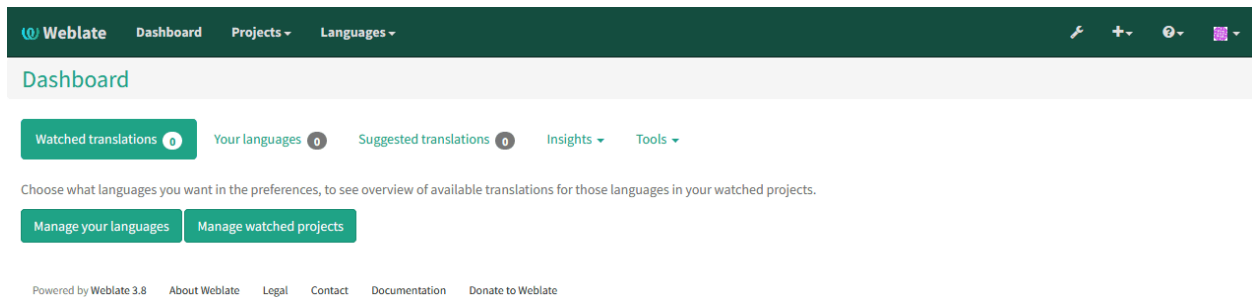 Weblate Dashboard Projects Languages
Dashboard
Watched translations 0 Your languages 0 Suggested translations 0 Insights Tools
Choose what languages you want in the preferences, to see overview of available translations for those languages in your watched projects.
Manage your languages Manage watched projects
Powered by Weblate 3.8 About Weblate Legal Contact Documentation Donate to Weblate